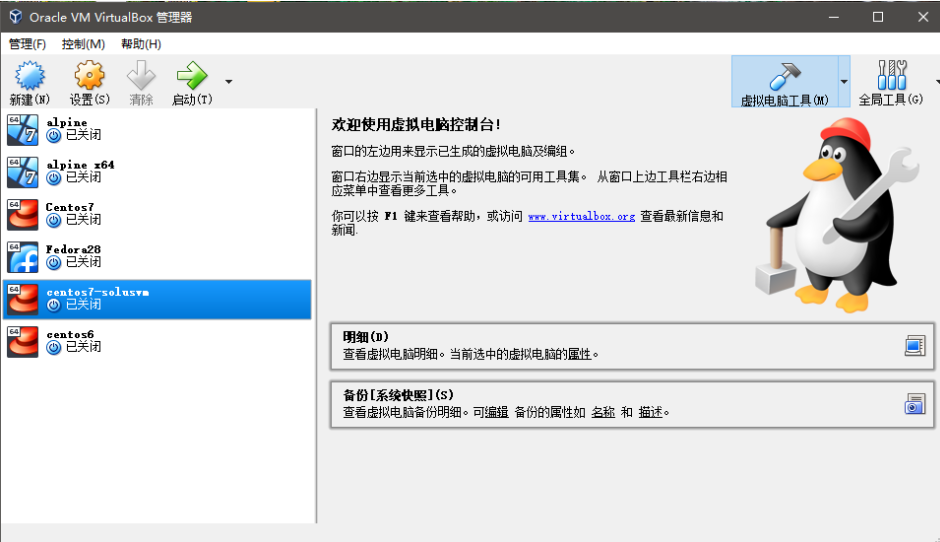 Oracle VM VirtualBox 管理器
管理(F) 控制(M) 帮助(H)
新建(N) 设置(S) 清除 启动(T) 虚拟电脑工具(M) 全局工具(G)
64 alpine
已关闭
64 alpine x64
已关闭
64 Centos7
已关闭
64 Fedora28
已关闭
64 centos7-solusvm
已关闭
64 centos6
已关闭
欢迎使用虚拟电脑控制台!
窗口的左边用来显示已生成的虚拟电脑及编组。
窗口右边显示当前选中的虚拟电脑的可用工具集。 从窗口上边工具栏右边相
应菜单中查看更多工具。
你可以按 F1 键来查看帮助，或访问 www.virtualbox.org 查看最新信息和
新闻.
明细(D)
查看虚拟电脑明细。当前选中的虚拟电脑的属性。
备份[系统快照](S)
查看虚拟电脑备份明细。可编辑 备份的属性如 名称 和 描述。